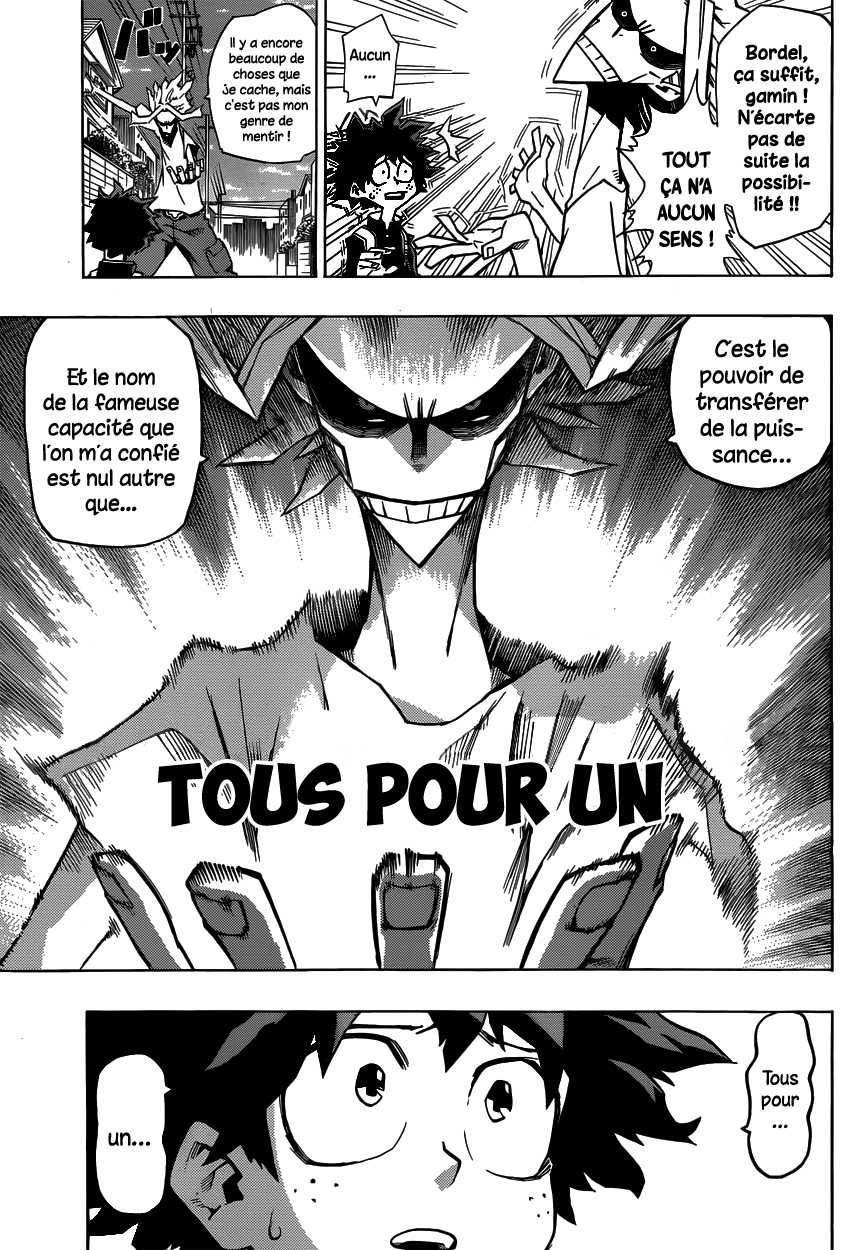 Bordel,
ça suffit,
gamin !
N'écarte
pas de
suite la
possibi-
lité !!
TOUT
ÇA N'A
AUCUN
SENS !
Aucun
...
Il y a encore
beaucoup de
choses que
je cache, mais
c'est pas mon
genre de
mentir !
バッ
C'est le
pouvoir de
transférer
de la puis-
sance...
Et le nom
de la fameuse
capacité que
l'on m'a confié
est nul autre
que...
TOUS POUR UN
Tous
pour
...
un...